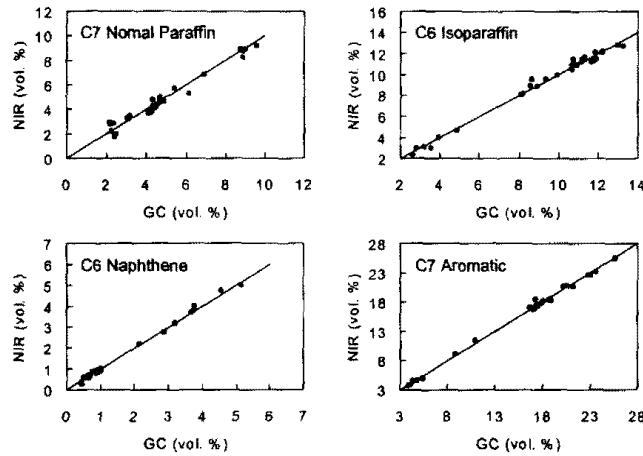 C7 Nomal Paraffin
NIR (vol. %)
12
10
8
6
4
2
0
0 2 4 6 8 10 12
GC (vol. %)
C6 Isoparaffin
NIR (vol. %)
16
14
12
10
8
6
4
2
2 4 6 8 10 12 14
GC (vol. %)
C6 Naphthene
NIR (vol. %)
7
6
5
4
3
2
1
0
0 1 2 3 4 5 6 7
GC (vol. %)
C7 Aromatic
NIR (vol. %)
28
23
18
13
8
3
3 8 13 18 23 28
GC (vol. %)